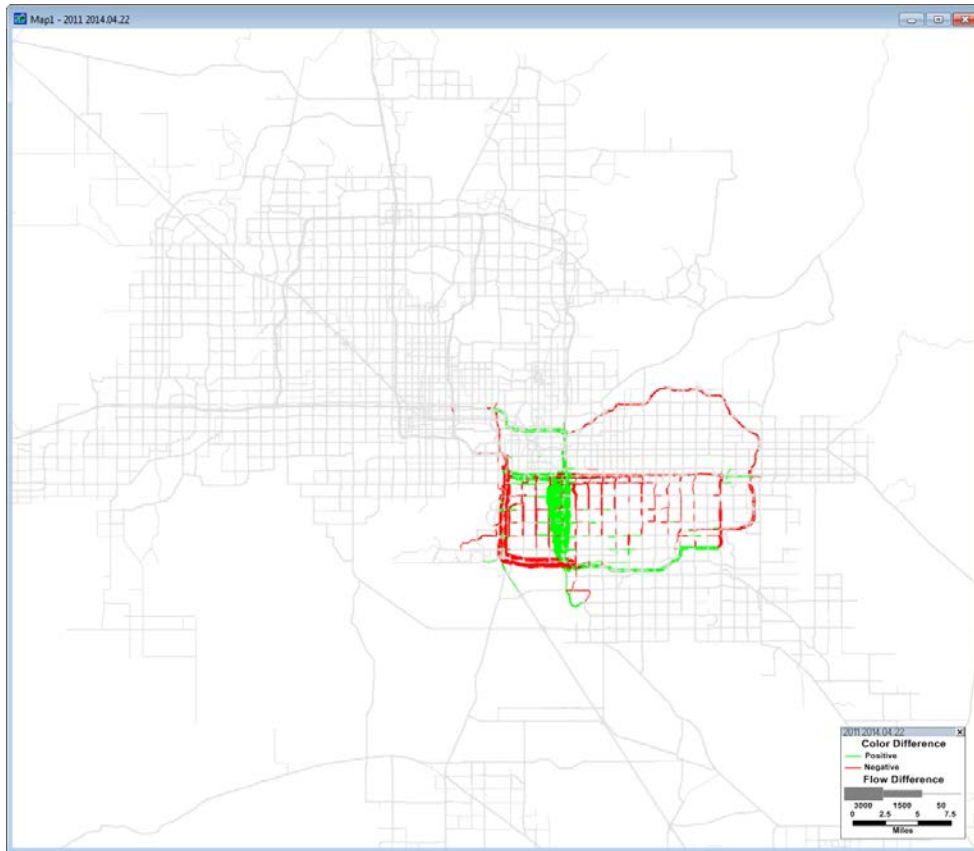 Map1 - 2011 2014.04.22
2011 2014.04.22
Color Difference
Positive
Negative
Flow Difference
3000 1500 50
0 2.5 5 7.5
Miles